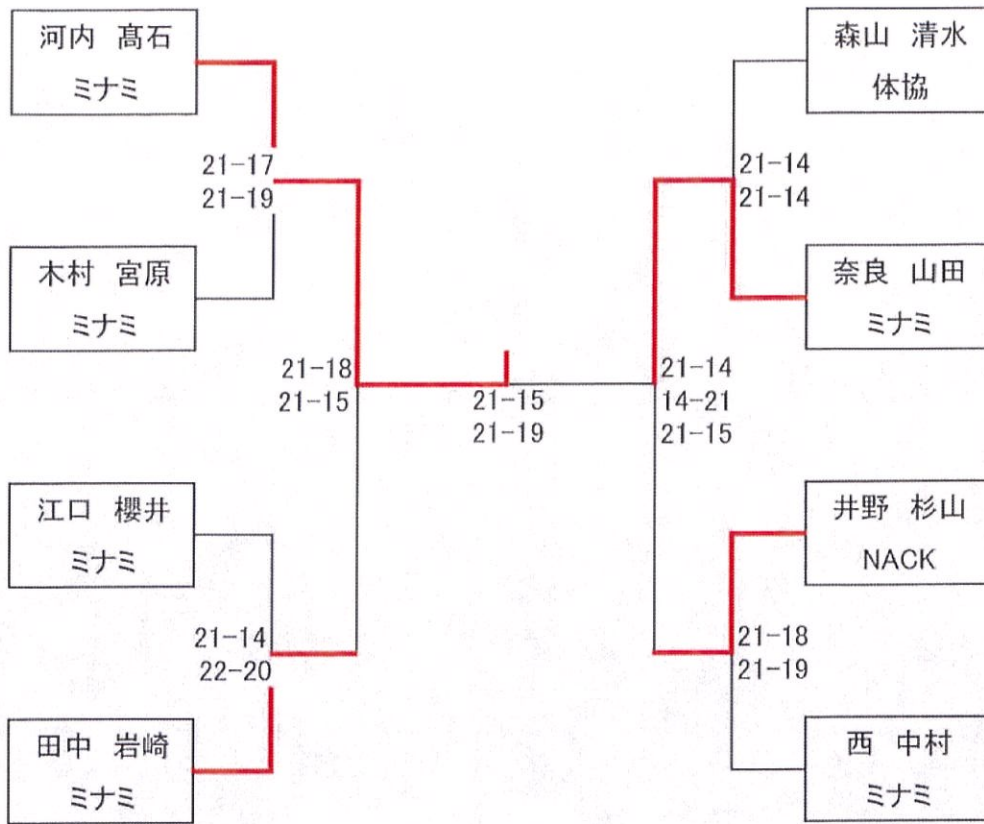 河内 髙石
ミナミ
21-17
21-19
木村 宮原
ミナミ
21-18
21-15
江口 櫻井
ミナミ
21-14
22-20
田中 岩崎
ミナミ
21-15
21-19
森山 清水
体協
21-14
21-14
奈良 山田
ミナミ
21-14
14-21
21-15
井野 杉山
NACK
21-18
21-19
西 中村
ミナミ